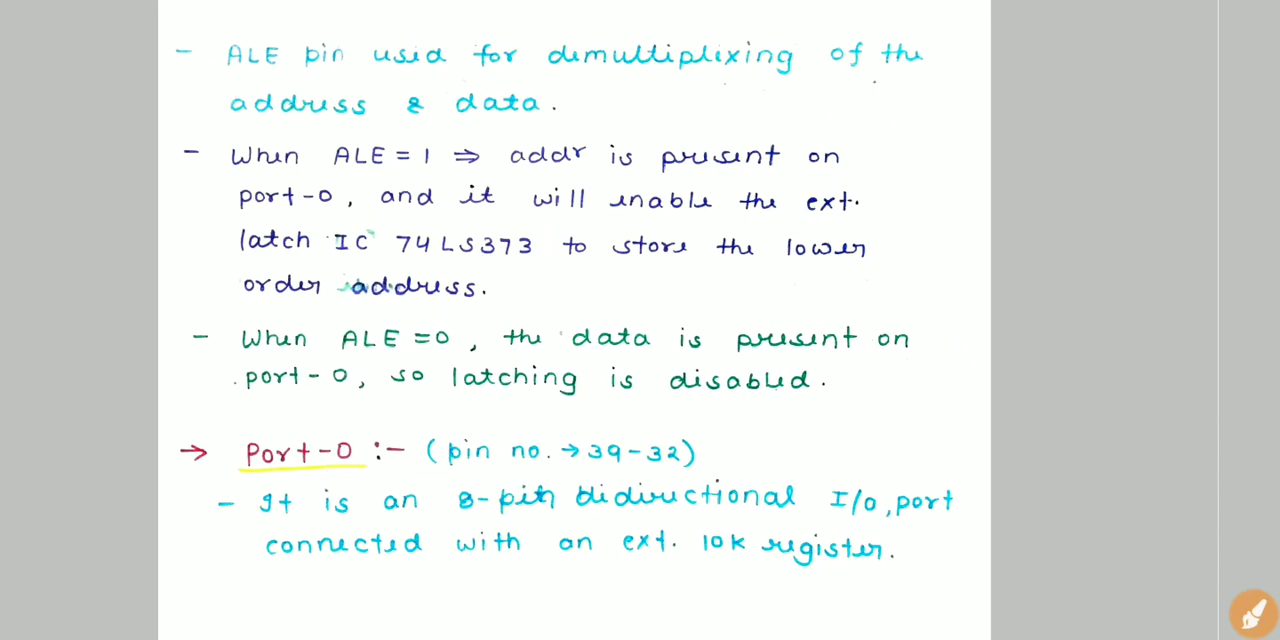 - ALE pin used for demultiplexing of the
address & data.
- When ALE = 1 ⇒ addr is present on
port-0, and it will enable the ext.
latch IC 74LS373 to store the lower
order address.
- When ALE = 0, the data is present on
port-0, so latching is disabled.
→ Port-0 :- (pin no. → 39-32)
- It is an 8-pin bidirectional I/0, port
connected with an ext. 10k register.